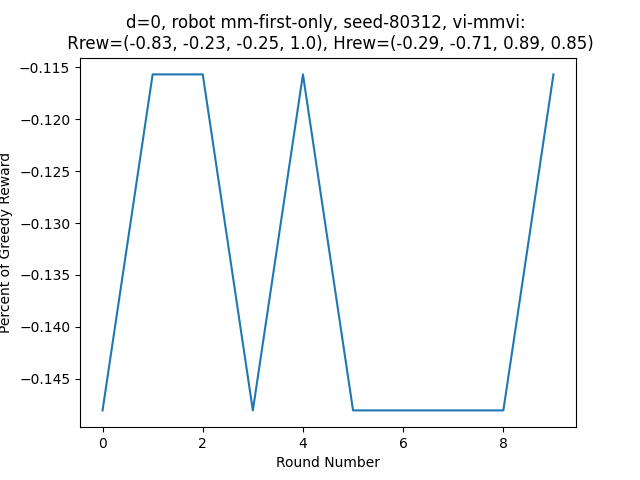 d=0, robot mm-first-only, seed-80312, vi-mmvi:
Rrew=(-0.83, -0.23, -0.25, 1.0), Hrew=(-0.29, -0.71, 0.89, 0.85)
Percent of Greedy Reward
−0.115
−0.120
−0.125
−0.130
−0.135
−0.140
−0.145
0 2 4 6 8
Round Number